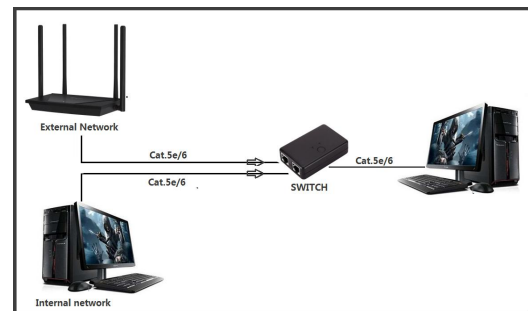 External Network
Cat.5e/6
Cat.5e/6
Cat.5e/6
SWITCH
Internal network